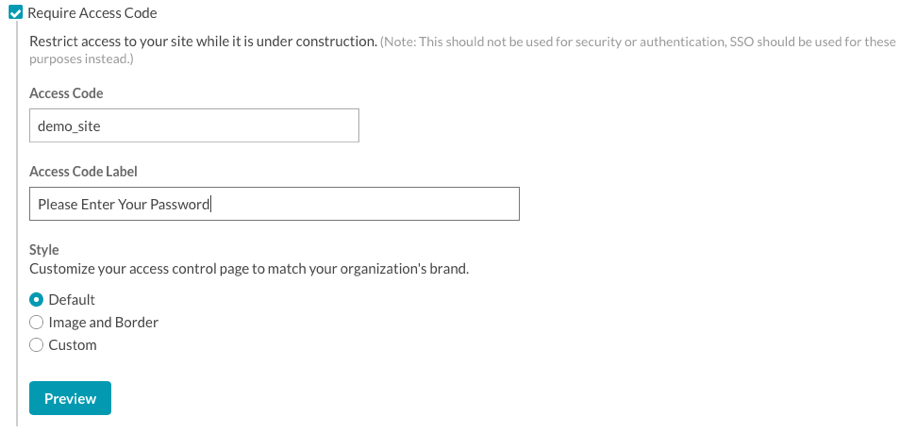 Require Access Code
Restrict access to your site while it is under construction. (Note: This should not be used for security or authentication, SSO should be used for these
purposes instead.)
Access Code
demo_site
Access Code Label
Please Enter Your Password
Style
Customize your access control page to match your organization's brand.
Default
Image and Border
Custom
Preview